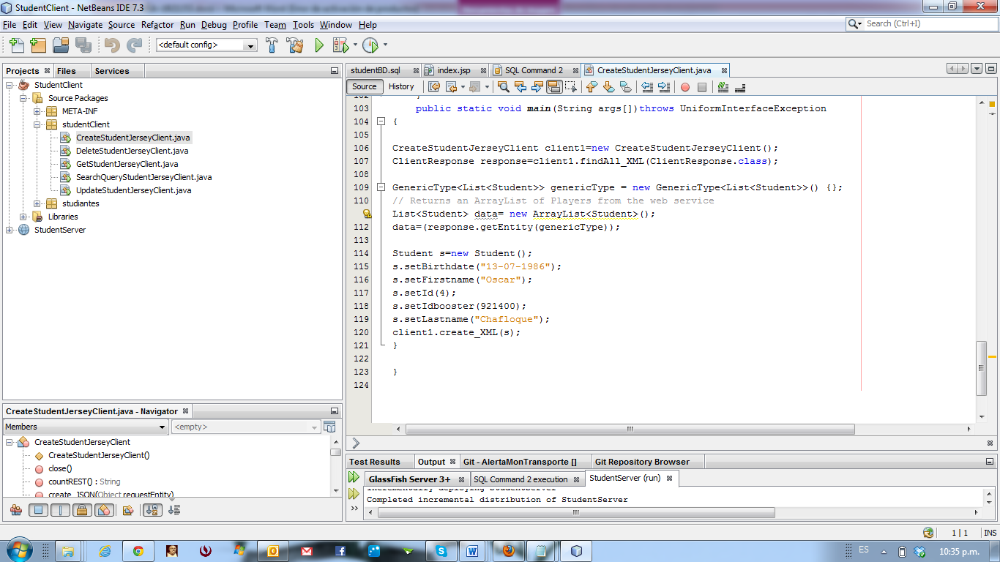 StudentClient - NetBeans IDE 7.3
File Edit View Navigate Source Refactor Run Debug Profile Team Tools Window Help
Search (Ctrl+I)
<default config>
Projects Files Services
StudentClient
Source Packages
META-INF
studentClient
CreateStudentJerseyClient.java
DeleteStudentJerseyClient.java
GetStudentJerseyClient.java
SearchQueryStudentJerseyClient.java
UpdateStudentJerseyClient.java
studiantes
Libraries
StudentServer
CreateStudentJerseyClient.java - Navigator
Members
<empty>
CreateStudentJerseyClient
CreateStudentJerseyClient()
close()
countREST() : String
create_JSON(Object requestEntity)
studentBD.sql index.jsp SQL Command 2 CreateStudentJerseyClient.java
Source History
102 }
103 public static void main(String args[])throws UniformInterfaceException
104 {
105
106 CreateStudentJerseyClient client1=new CreateStudentJerseyClient();
107 ClientResponse response=client1.findAll_XML(ClientResponse.class);
108
109 GenericType<List<Student>> genericType = new GenericType<List<Student>>() {};
110 // Returns an ArrayList of Players from the web service
List<Student> data= new ArrayList<Student>();
112 data=(response.getEntity(genericType));
113
114 Student s=new Student();
115 s.setBirthdate("13-07-1986");
116 s.setFirstname("Oscar");
117 s.setId(4);
118 s.setIdbooster(921400);
119 s.setLastname("Chafloque");
120 client1.create_XML(s);
121 }
122
123 }
124
Test Results Output Git - AlertaMonTransporte [] Git Repository Browser
GlassFish Server 3+ SQL Command 2 execution StudentServer (run)
Incrementally deploying StudentServer
Completed incremental distribution of StudentServer
1 | 1 INS
ES 10:35 p.m.